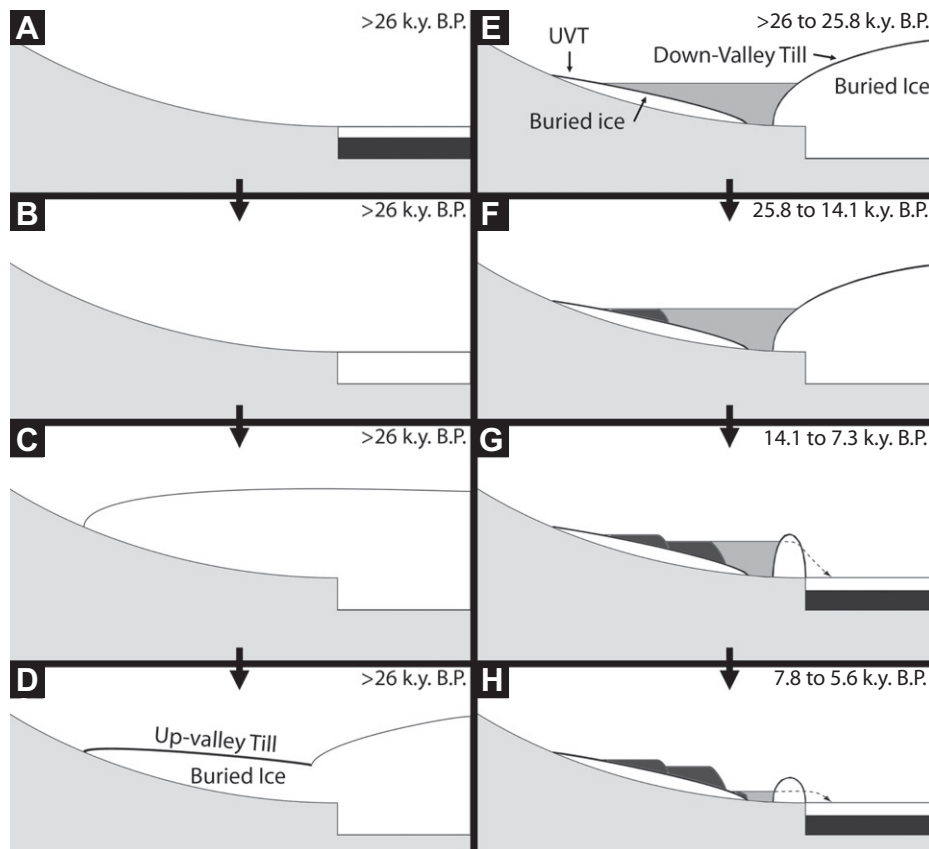 A
>26 k.y. B.P.
B
>26 k.y. B.P.
C
>26 k.y. B.P.
D
>26 k.y. B.P.
Up-valley Till
Buried Ice
E
>26 to 25.8 k.y. B.P.
UVT
Down-Valley Till
Buried Ice
Buried ice
F
25.8 to 14.1 k.y. B.P.
G
14.1 to 7.3 k.y. B.P.
H
7.8 to 5.6 k.y. B.P.